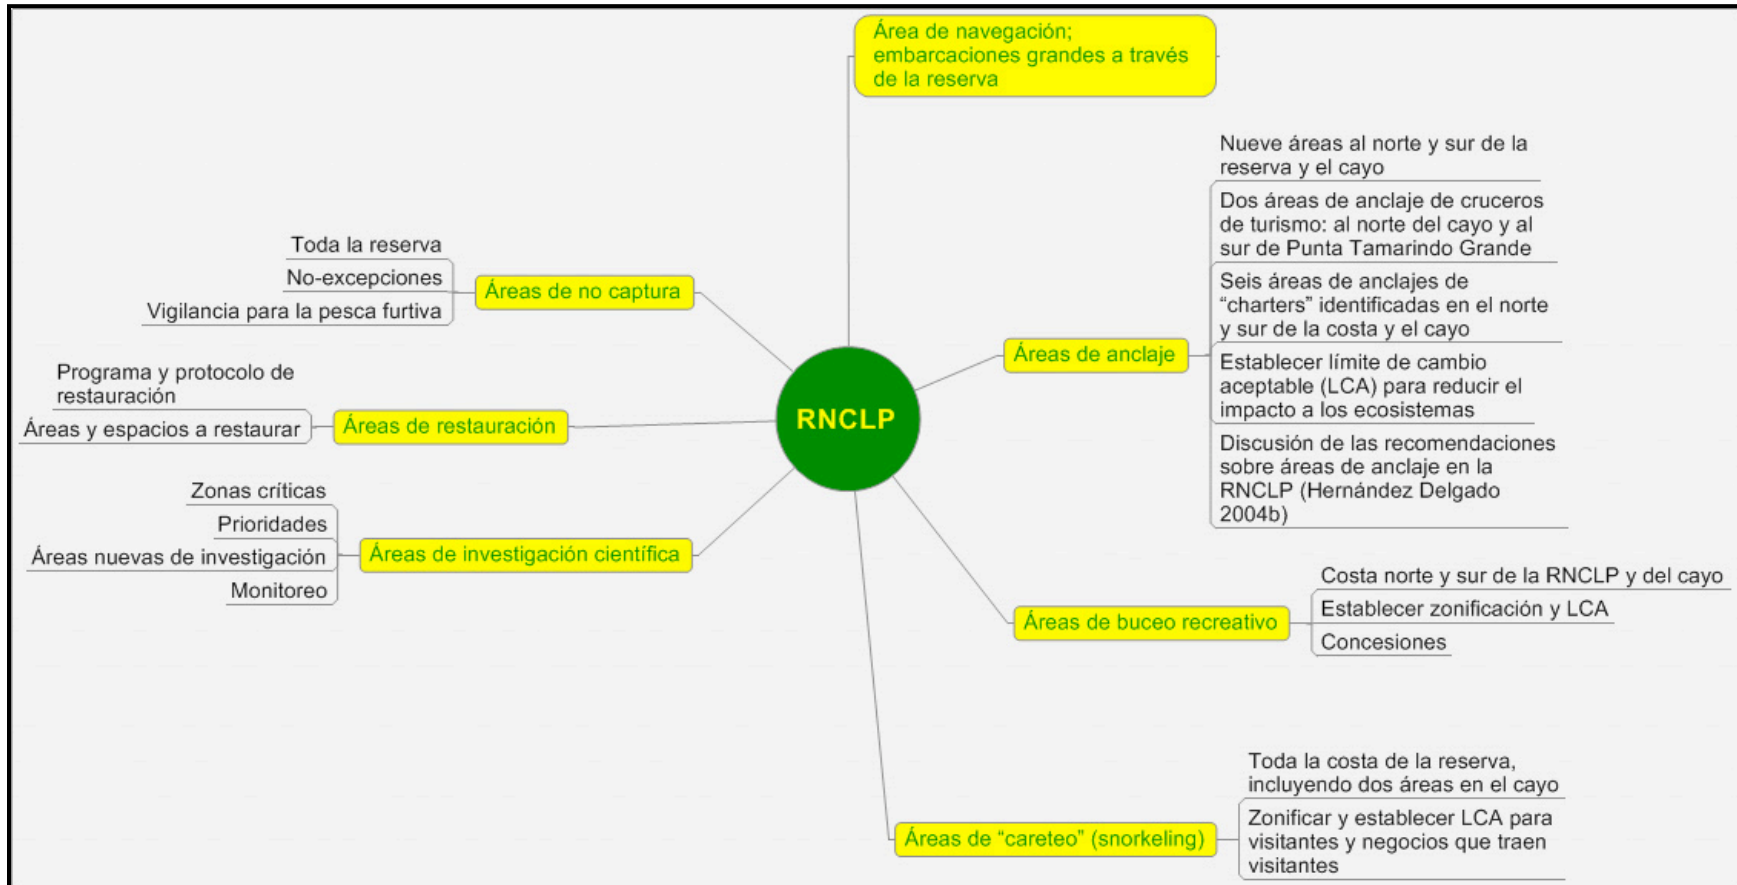 Área de navegación;
embarcaciones grandes a través
de la reserva
Nueve áreas al norte y sur de la
reserva y el cayo
Dos áreas de anclaje de cruceros
de turismo: al norte del cayo y al
sur de Punta Tamarindo Grande
Seis áreas de anclajes de
“charters” identificadas en el norte
y sur de la costa y el cayo
Áreas de anclaje
Establecer límite de cambio
aceptable (LCA) para reducir el
impacto a los ecosistemas
Discusión de las recomendaciones
sobre áreas de anclaje en la
RNCLP (Hernández Delgado
2004b)
Toda la reserva
No-excepciones
Vigilancia para la pesca furtiva
Áreas de no captura
Programa y protocolo de
restauración
Áreas y espacios a restaurar
Áreas de restauración
RNCLP
Zonas críticas
Prioridades
Áreas nuevas de investigación
Monitoreo
Áreas de investigación científica
Áreas de buceo recreativo
Costa norte y sur de la RNCLP y del cayo
Establecer zonificación y LCA
Concesiones
Áreas de “careteo” (snorkeling)
Toda la costa de la reserva,
incluyendo dos áreas en el cayo
Zonificar y establecer LCA para
visitantes y negocios que traen
visitantes